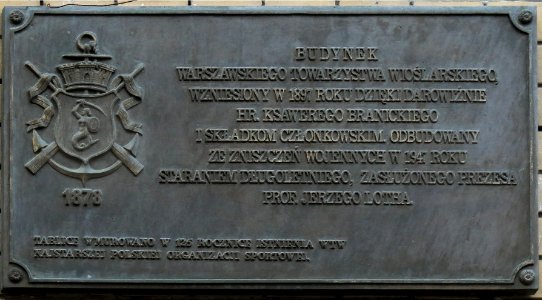 BUDYNEK
WARSZAWSKIEGO TOWARZYSTWA WIOŚLARSKIEGO,
WZNIESIONY W 1891 ROKU DZIĘKI DAROWIŹNIE
HR. KSAWEREGO BRANICKIEGO
I SKŁADKOM CZŁONKOWSKIM. ODBUDOWANY
ZE ZNISZCZEŃ WOJENNYCH W 1947 ROKU
STARANIEM DŁUGOLETNIEGO, ZASŁUŻONEGO PREZESA
PROF. JERZEGO LOTHA.
1878
TABLICĘ WMUROWANO W 125 ROCZNICĘ ISTNIENIA WTW
NAJSTARSZEJ POLSKIEJ ORGANIZACJI SPORTOWEJ.